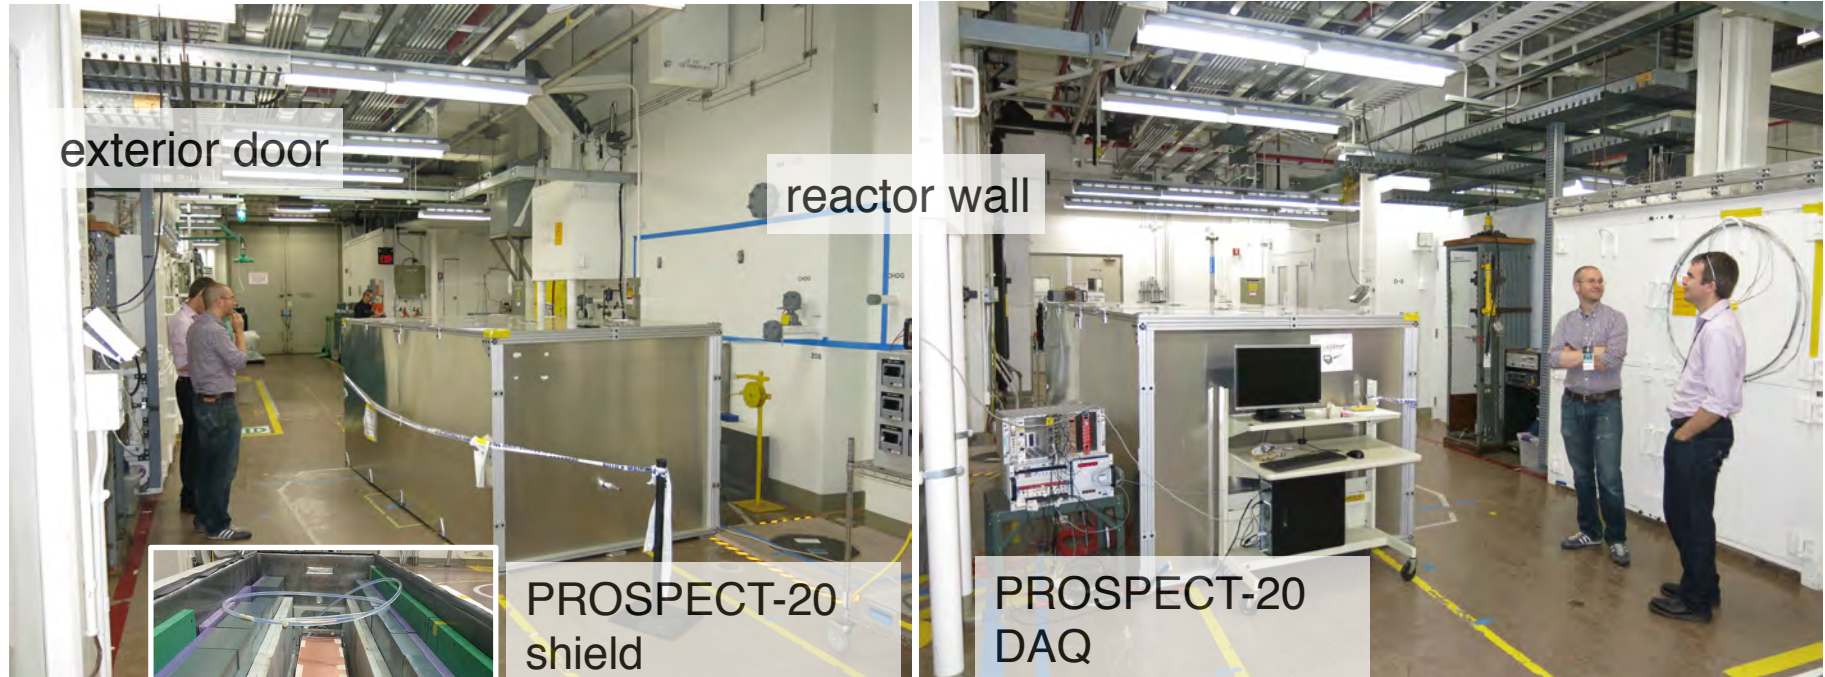 exterior door
reactor wall
PROSPECT-20
shield
PROSPECT-20
DAQ